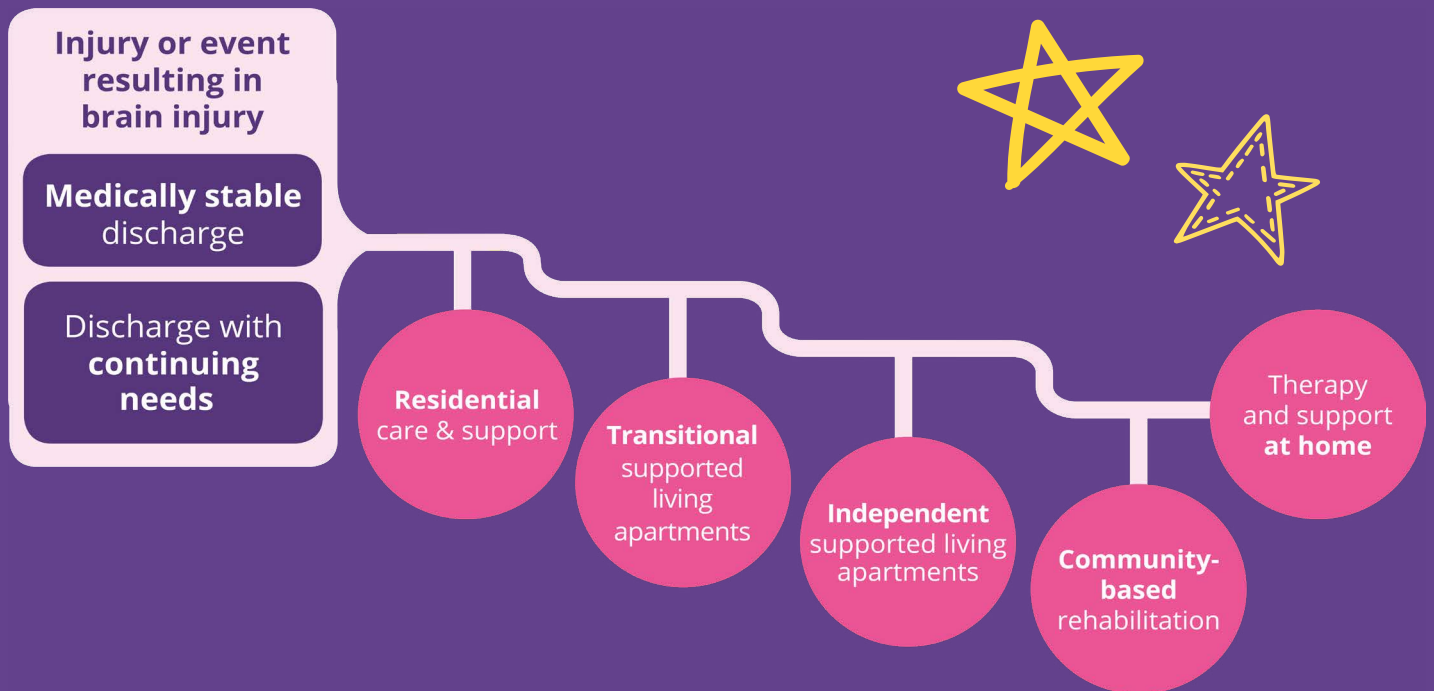 Injury or event
resulting in
brain injury
Medically stable
discharge
Discharge with
continuing
needs
Residential
care & support
Transitional
supported
living
apartments
Independent
supported living
apartments
Community-
based
rehabilitation
Therapy
and support
at home